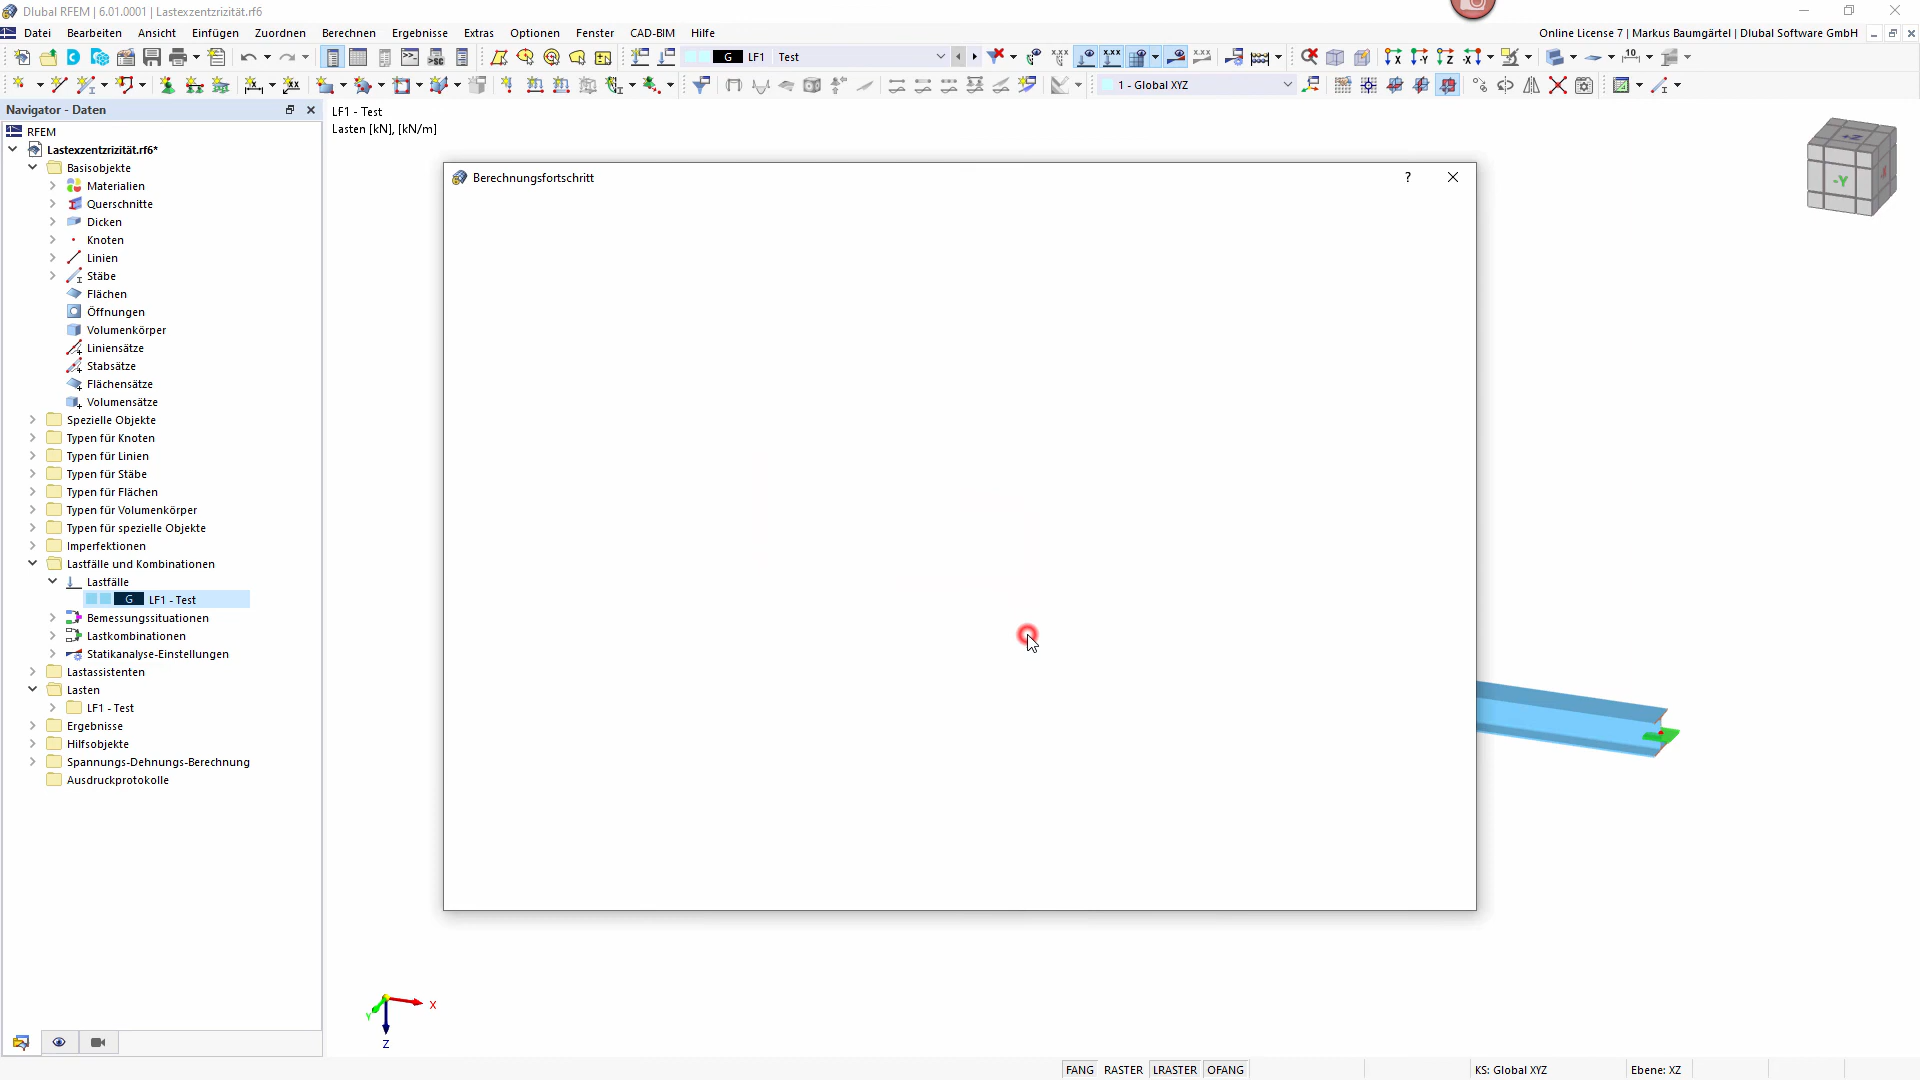 Dlubal RFEM | 6.01.0001 | Lastexzentzrizität.rf6
Datei Bearbeiten Ansicht Einfügen Zuordnen Berechnen Ergebnisse Extras Optionen Fenster CAD-BIM Hilfe
Online License 7 | Markus Baumgärtel | Dlubal Software GmbH
G LF1 Test
1 - Global XYZ
Navigator - Daten
RFEM
Lastexzentzrizität.rf6*
Basisobjekte
Materialien
Querschnitte
Dicken
Knoten
Linien
Stäbe
Flächen
Öffnungen
Volumenkörper
Liniensätze
Stabsätze
Flächensätze
Volumensätze
Spezielle Objekte
Typen für Knoten
Typen für Linien
Typen für Stäbe
Typen für Flächen
Typen für Volumenkörper
Typen für spezielle Objekte
Imperfektionen
Lastfälle und Kombinationen
Lastfälle
G LF1 - Test
Bemessungssituationen
Lastkombinationen
Statikanalyse-Einstellungen
Lastassistenten
Lasten
LF1 - Test
Ergebnisse
Hilfsobjekte
Spannungs-Dehnungs-Berechnung
Ausdruckprotokolle
LF1 - Test
Lasten [kN], [kN/m]
Berechnungsfortschritt
?
-Y
X
Y
Z
FANG RASTER LRASTER OFANG
KS: Global XYZ
Ebene: XZ